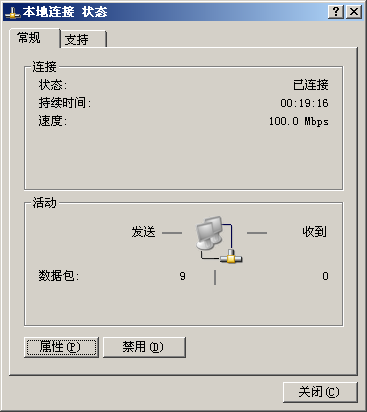 本地连接 状态
常规 支持
连接
状态: 已连接
持续时间: 00:19:16
速度: 100.0 Mbps
活动
发送 收到
数据包: 9 0
属性(P) 禁用(D)
关闭(C)